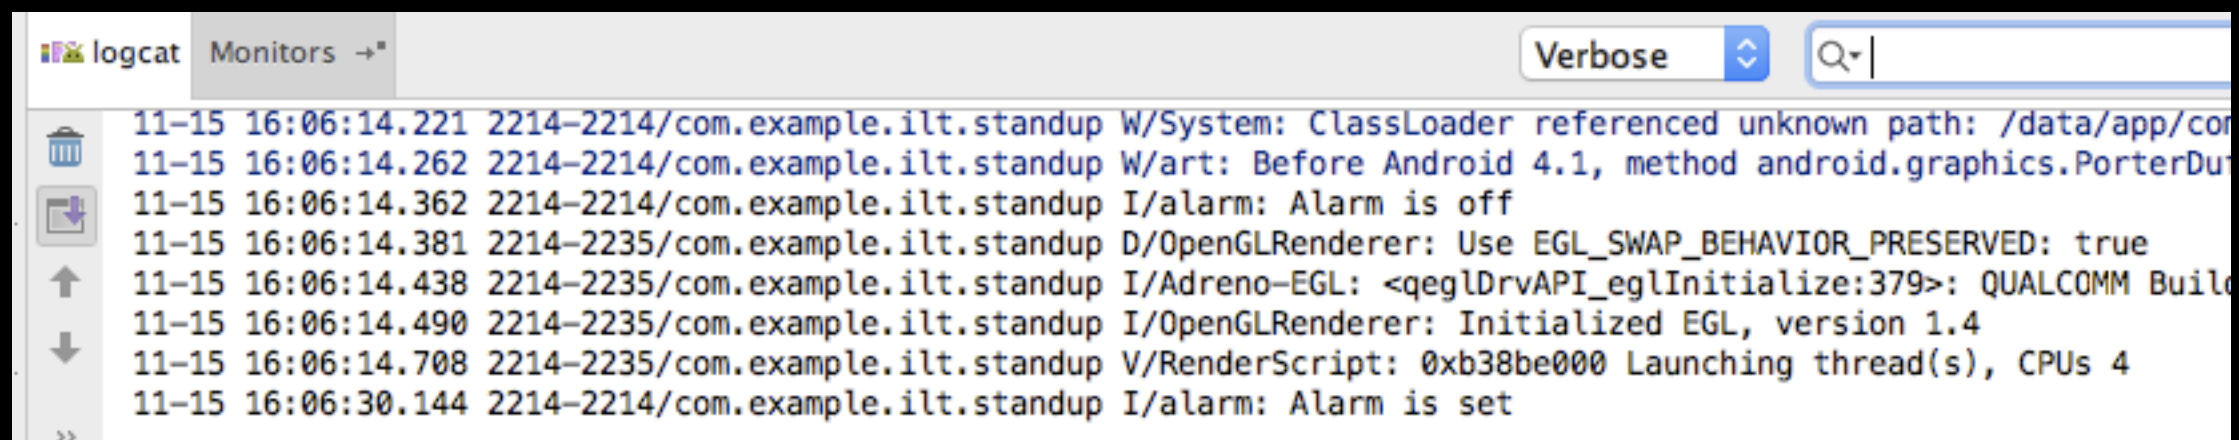 logcat Monitors Verbose
11-15 16:06:14.221 2214-2214/com.example.ilt.standup W/System: ClassLoader referenced unknown path: /data/app/co
11-15 16:06:14.262 2214-2214/com.example.ilt.standup W/art: Before Android 4.1, method android.graphics.PorterDu
11-15 16:06:14.362 2214-2214/com.example.ilt.standup I/alarm: Alarm is off
11-15 16:06:14.381 2214-2235/com.example.ilt.standup D/OpenGLRenderer: Use EGL_SWAP_BEHAVIOR_PRESERVED: true
11-15 16:06:14.438 2214-2235/com.example.ilt.standup I/Adreno-EGL: <qeglDrvAPI_eglInitialize:379>: QUALCOMM Build
11-15 16:06:14.490 2214-2235/com.example.ilt.standup I/OpenGLRenderer: Initialized EGL, version 1.4
11-15 16:06:14.708 2214-2235/com.example.ilt.standup V/RenderScript: 0xb38be000 Launching thread(s), CPUs 4
11-15 16:06:30.144 2214-2214/com.example.ilt.standup I/alarm: Alarm is set